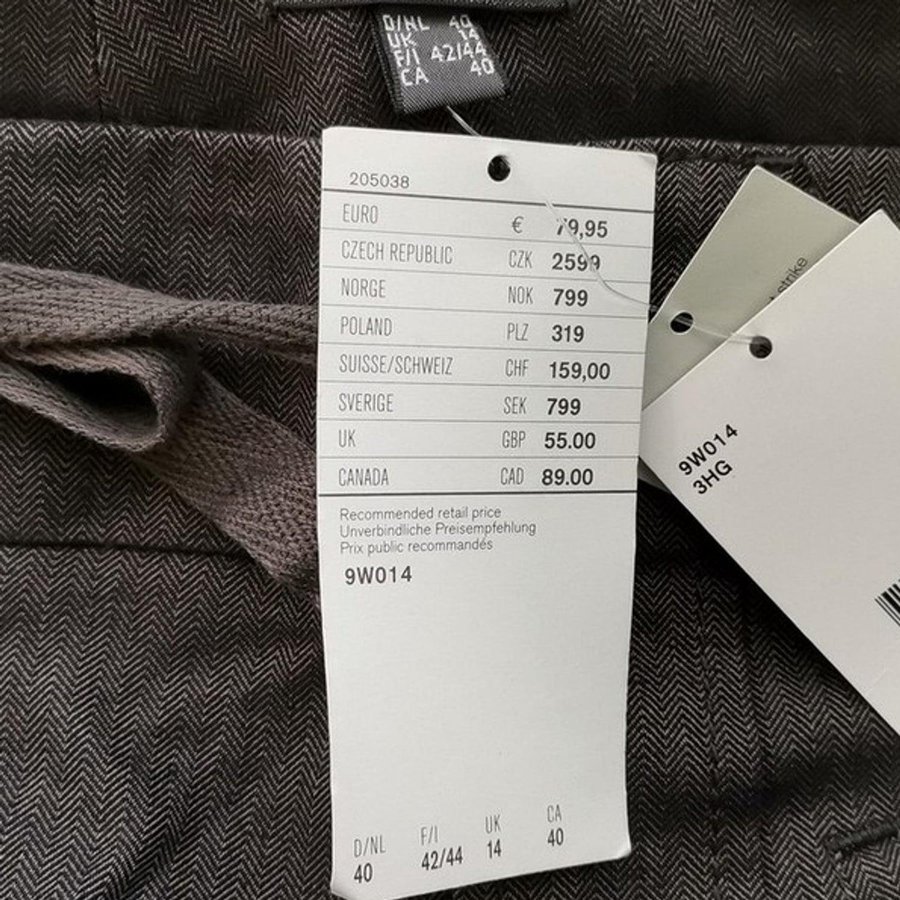 D/NL 40
UK 14
F/I 42/44
CA 40
205038
EURO € 79,95
CZECH REPUBLIC CZK 2599
NORGE NOK 799
POLAND PLZ 319
SUISSE/SCHWEIZ CHF 159,00
SVERIGE SEK 799
UK GBP 55.00
CANADA CAD 89.00
Recommended retail price
Unverbindliche Preisempfehlung
Prix public recommandés
9W014
D/NL F/I UK CA
40 42/44 14 40
strike
9W014
3HG